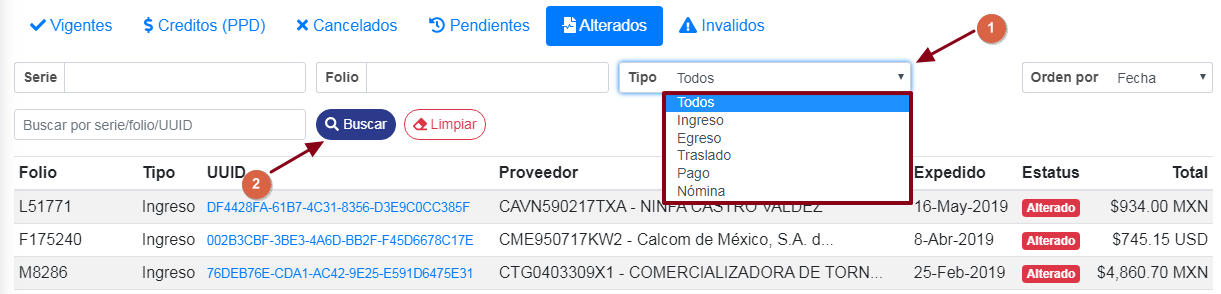 Vigentes Creditos (PPD) Cancelados Pendientes Alterados Invalidos 1
Serie Folio Tipo Todos Orden por Fecha
Todos
Buscar por serie/folio/UUID Buscar Limpiar Ingreso
Egreso
Traslado
Pago
Nómina
2
Folio Tipo UUID Proveedor Expedido Estatus Total
L51771 Ingreso DF4428FA-61B7-4C31-8356-D3E9C0CC385F CAVN590217TXA - NINFA CASTRO VALDEZ 16-May-2019 Alterado $934.00 MXN
F175240 Ingreso 002B3CBF-3BE3-4A6D-BB2F-F45D6678C17E CME950717KW2 - Calcom de México, S.A. d... 8-Abr-2019 Alterado $745.15 USD
M8286 Ingreso 76DEB76E-CDA1-AC42-9E25-E591D6475E31 CTG0403309X1 - COMERCIALIZADORA DE TORN... 25-Feb-2019 Alterado $4,860.70 MXN